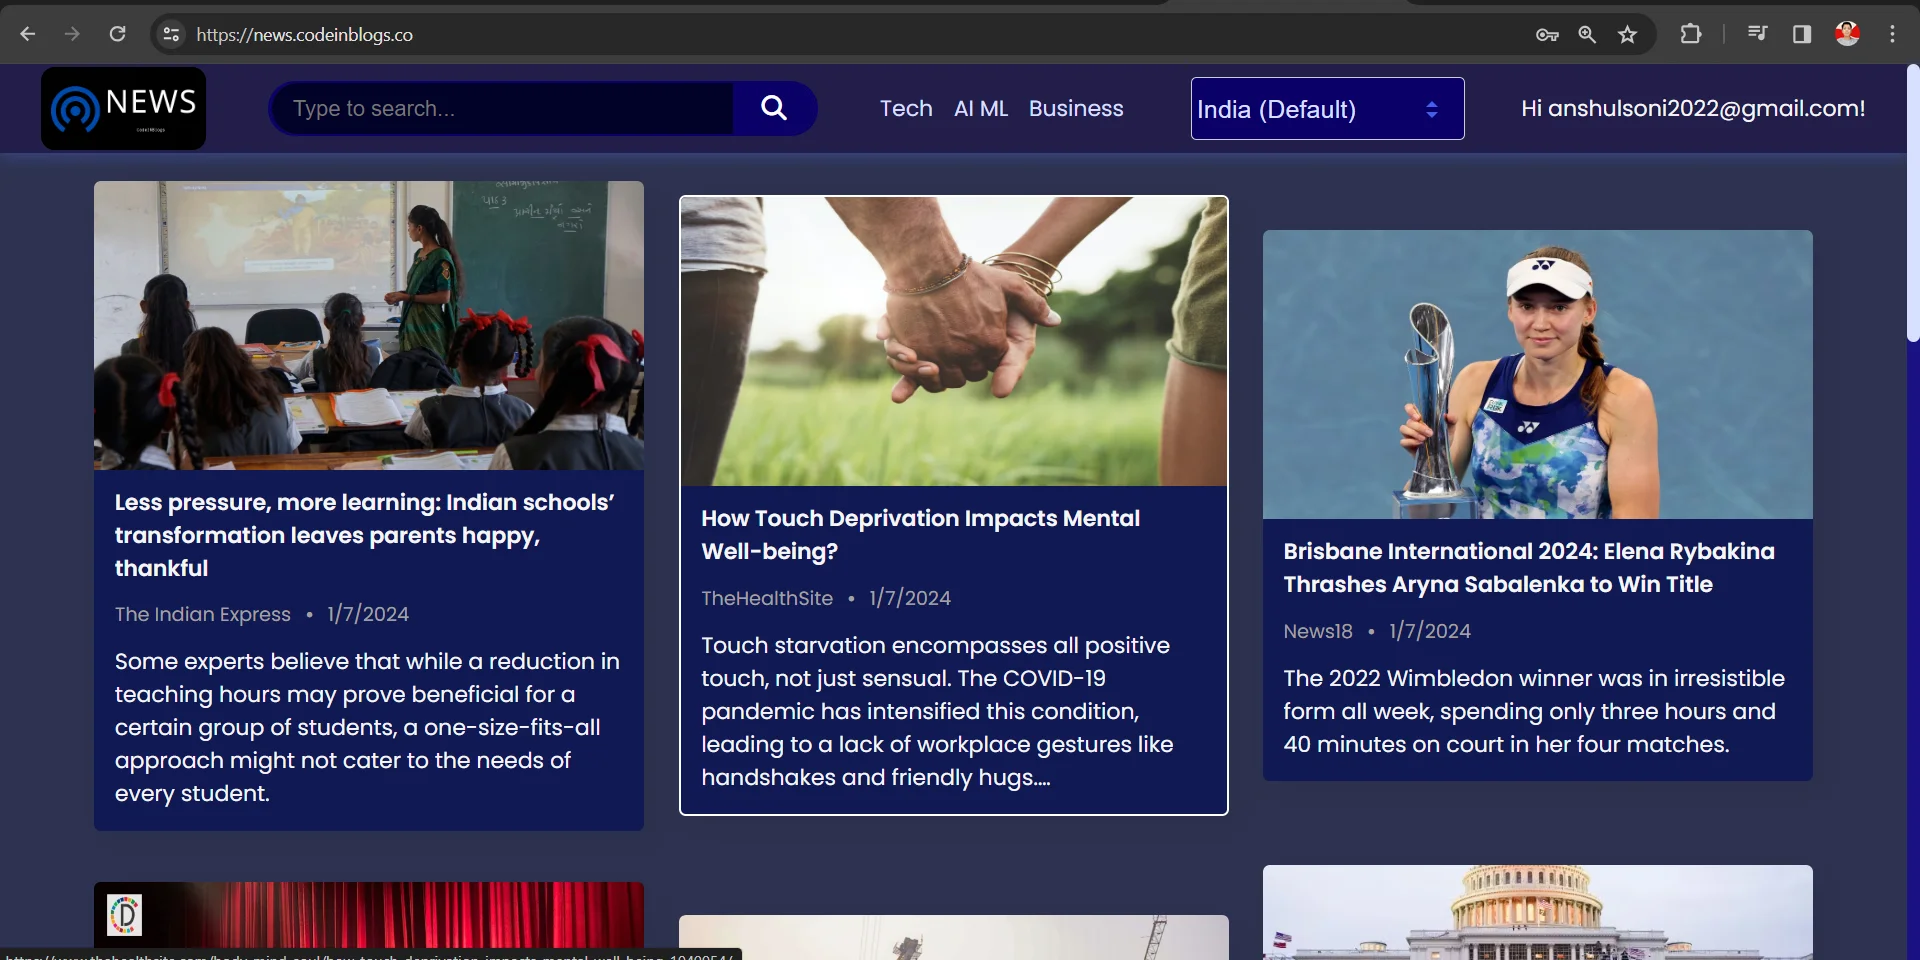 https://news.codeinblogs.co
NEWS
Type to search...
Tech
AI ML
Business
India (Default)
Hi anshulsoni2022@gmail.com!
Less pressure, more learning: Indian schools’
transformation leaves parents happy,
thankful
The Indian Express • 1/7/2024
Some experts believe that while a reduction in
teaching hours may prove beneficial for a
certain group of students, a one-size-fits-all
approach might not cater to the needs of
every student.
How Touch Deprivation Impacts Mental
Well-being?
TheHealthSite • 1/7/2024
Touch starvation encompasses all positive
touch, not just sensual. The COVID-19
pandemic has intensified this condition,
leading to a lack of workplace gestures like
handshakes and friendly hugs....
Brisbane International 2024: Elena Rybakina
Thrashes Aryna Sabalenka to Win Title
News18 • 1/7/2024
The 2022 Wimbledon winner was in irresistible
form all week, spending only three hours and
40 minutes on court in her four matches.
D